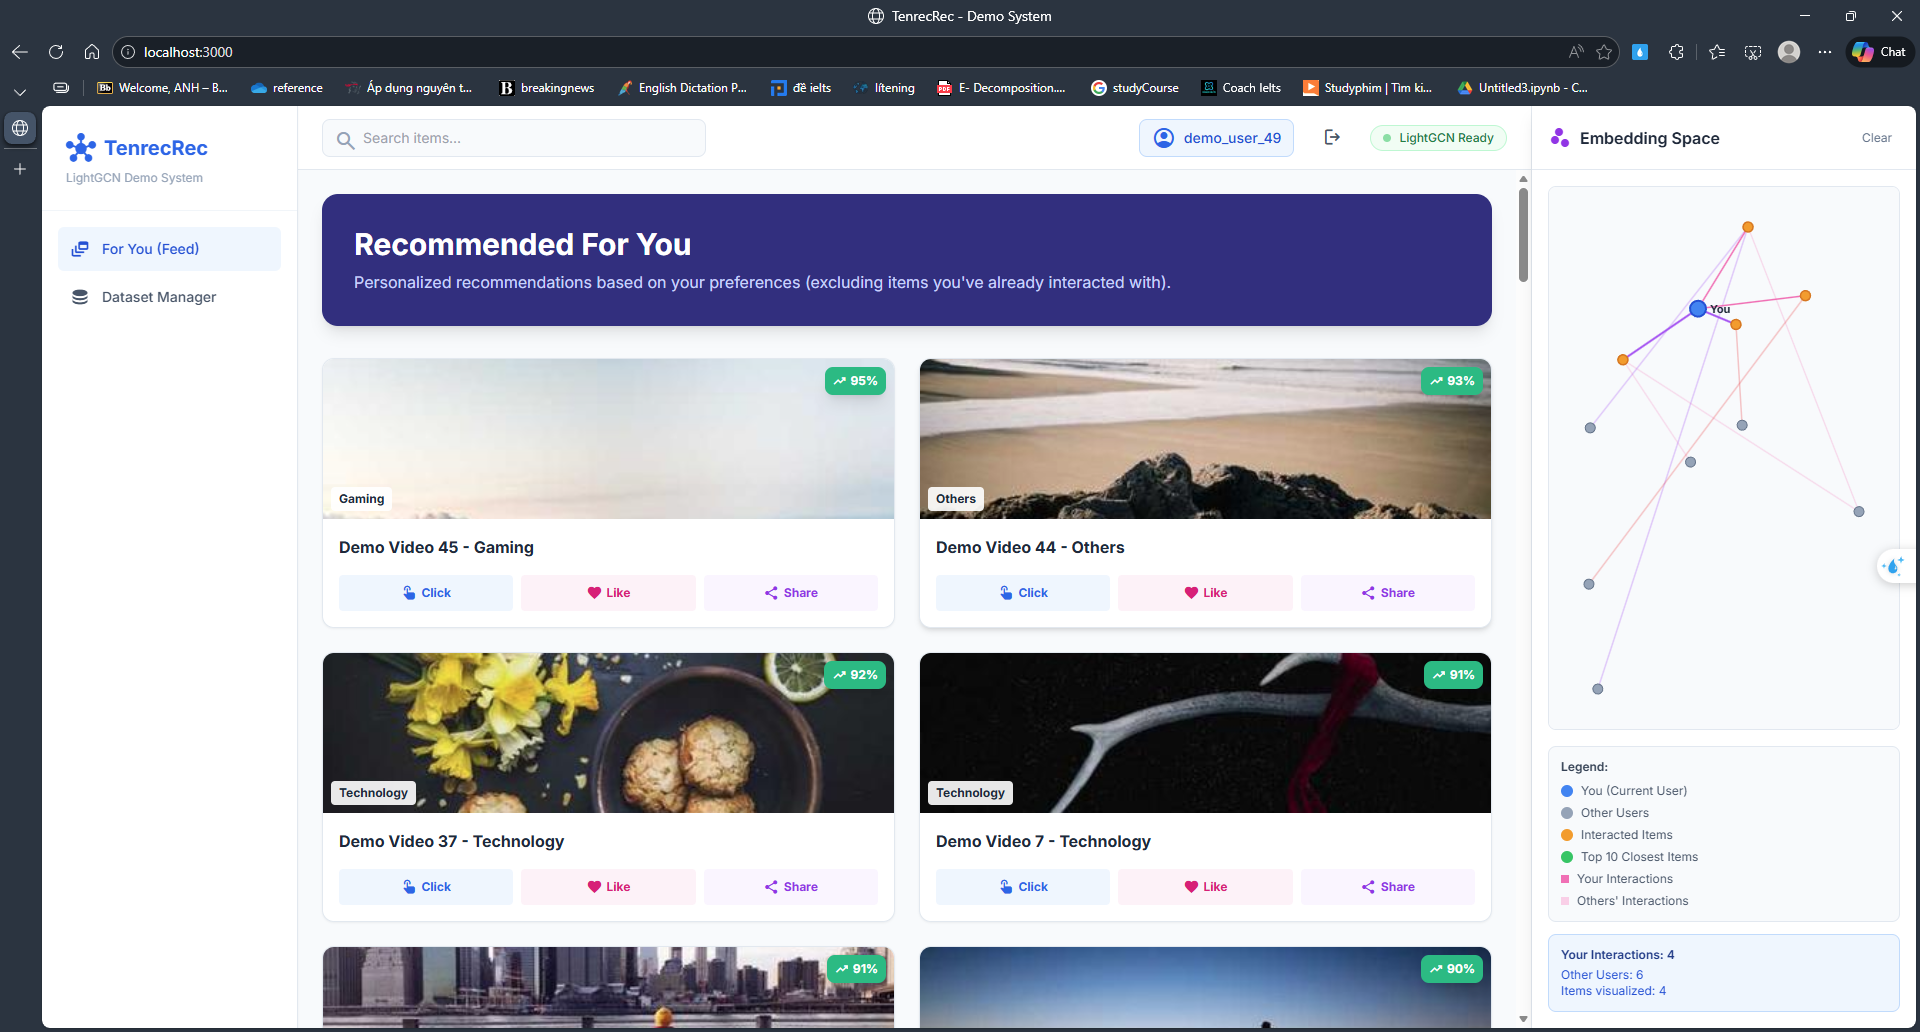 TenrecRec - Demo System
localhost:3000
Chat
Welcome, ANH – B...
reference
Áp dụng nguyên t...
breakingnews
English Dictation P...
đề ielts
lítening
E- Decomposition....
studyCourse
Coach Ielts
Studyphim | Tìm ki...
Untitled3.ipynb - C...
TenrecRec
LightGCN Demo System
For You (Feed)
Dataset Manager
Search items...
demo_user_49
LightGCN Ready
Recommended For You
Personalized recommendations based on your preferences (excluding items you've already interacted with).
95%
Gaming
Demo Video 45 - Gaming
Click
Like
Share
93%
Others
Demo Video 44 - Others
Click
Like
Share
92%
Technology
Demo Video 37 - Technology
Click
Like
Share
91%
Technology
Demo Video 7 - Technology
Click
Like
Share
91%
90%
Embedding Space
Clear
You
Legend:
You (Current User)
Other Users
Interacted Items
Top 10 Closest Items
Your Interactions
Others' Interactions
Your Interactions: 4
Other Users: 6
Items visualized: 4